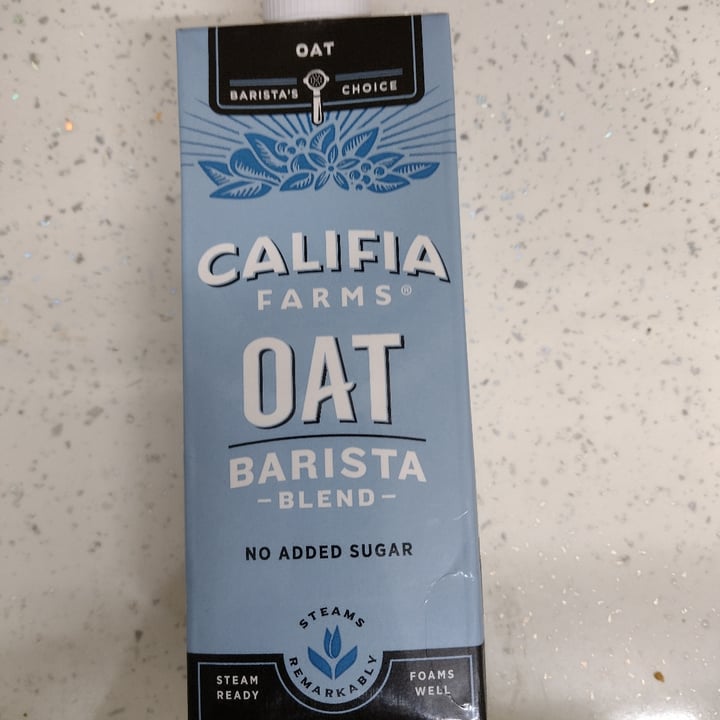 OAT
BARISTA'S CHOICE
CALIFIA
FARMS®
OAT
BARISTA
–BLEND–
NO ADDED SUGAR
STEAMS
REMARKABLY
STEAM
READY
FOAMS
WELL